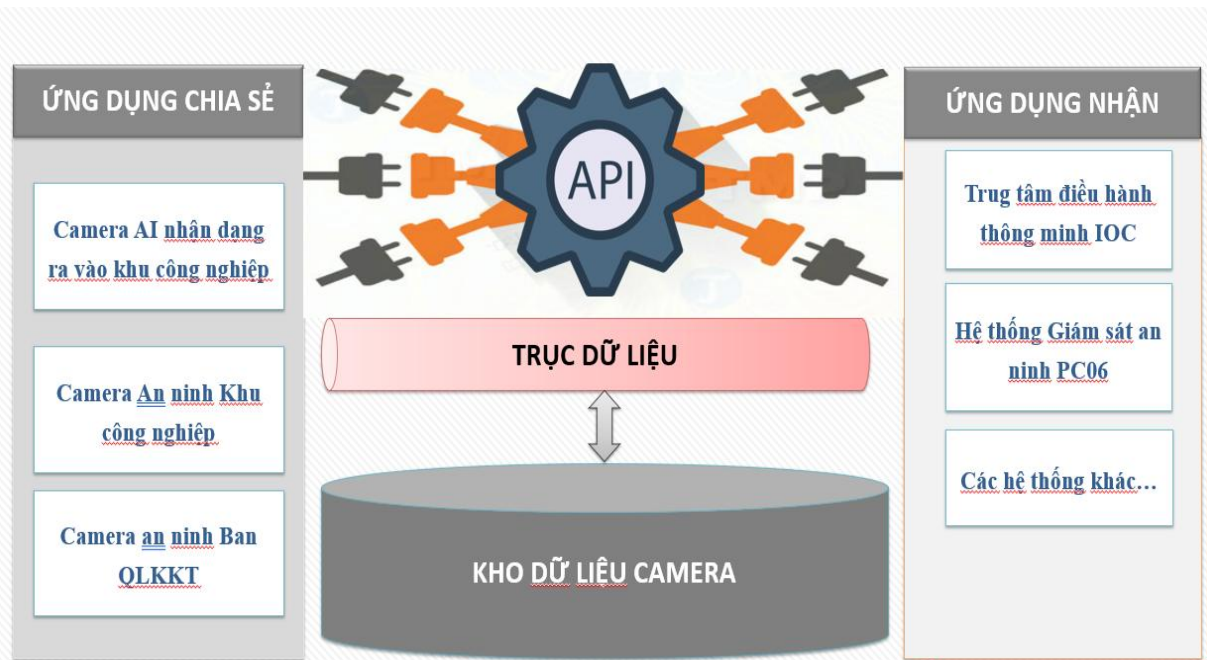 ỨNG DỤNG CHIA SẺ
Camera AI nhận dạng
ra vào khu công nghiệp
Camera An ninh Khu
công nghiệp
Camera an ninh Ban
QLKKT
API
TRỤC DỮ LIỆU
KHO DỮ LIỆU CAMERA
ỨNG DỤNG NHẬN
Trug tâm điều hành
thông minh IOC
Hệ thống Giám sát an
ninh PC06
Các hệ thống khác...